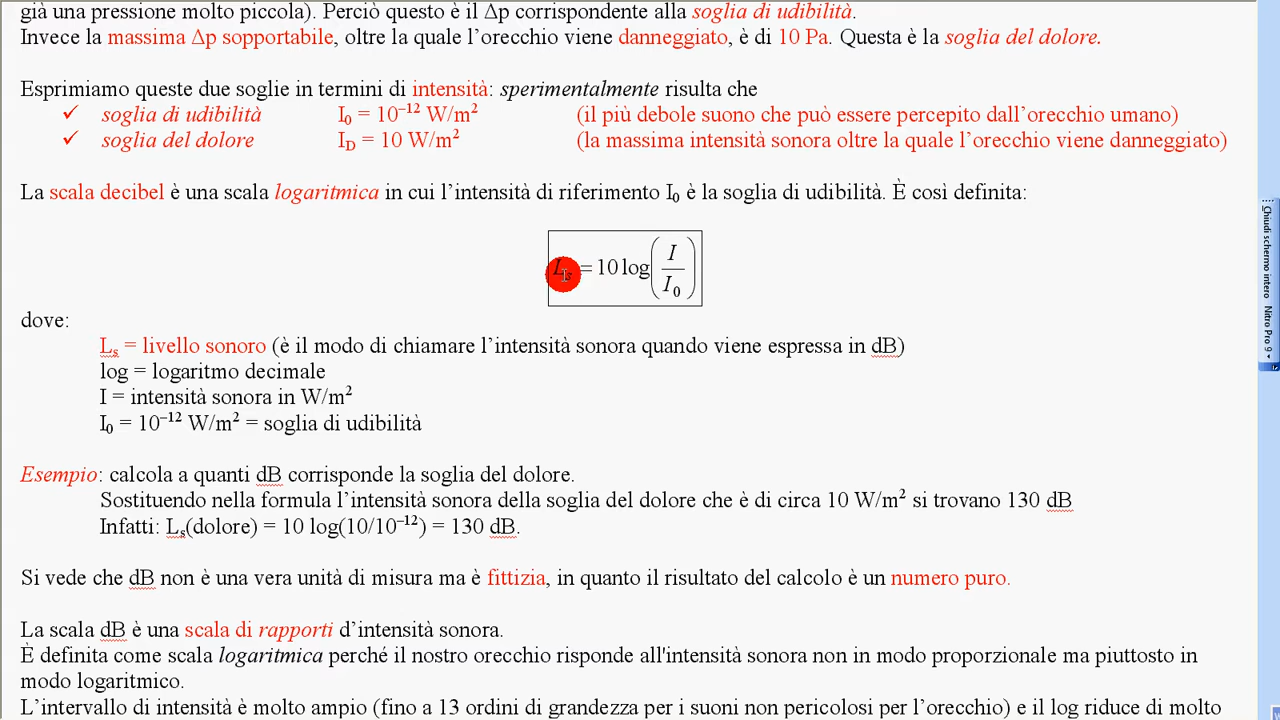 già una pressione molto piccola). Perciò questo è il Δp corrispondente alla soglia di udibilità.
Invece la massima Δp sopportabile, oltre la quale l'orecchio viene danneggiato, è di 10 Pa. Questa è la soglia del dolore.
Esprimiamo queste due soglie in termini di intensità: sperimentalmente risulta che
✓ soglia di udibilità I₀ = 10⁻¹² W/m² (il più debole suono che può essere percepito dall'orecchio umano)
✓ soglia del dolore I_D = 10 W/m² (la massima intensità sonora oltre la quale l'orecchio viene danneggiato)
La scala decibel è una scala logaritmica in cui l'intensità di riferimento I₀ è la soglia di udibilità. È così definita:
Lₛ = 10 log(I/I₀)
dove:
Lₛ = livello sonoro (è il modo di chiamare l'intensità sonora quando viene espressa in dB)
log = logaritmo decimale
I = intensità sonora in W/m²
I₀ = 10⁻¹² W/m² = soglia di udibilità
Esempio: calcola a quanti dB corrisponde la soglia del dolore.
Sostituendo nella formula l'intensità sonora della soglia del dolore che è di circa 10 W/m² si trovano 130 dB
Infatti: Lₛ(dolore) = 10 log(10/10⁻¹²) = 130 dB.
Si vede che dB non è una vera unità di misura ma è fittizia, in quanto il risultato del calcolo è un numero puro.
La scala dB è una scala di rapporti d'intensità sonora.
È definita come scala logaritmica perché il nostro orecchio risponde all'intensità sonora non in modo proporzionale ma piuttosto in
modo logaritmico.
L'intervallo di intensità è molto ampio (fino a 13 ordini di grandezza per i suoni non pericolosi per l'orecchio) e il log riduce di molto
Chiudi schermo intero Nitro Pro 9